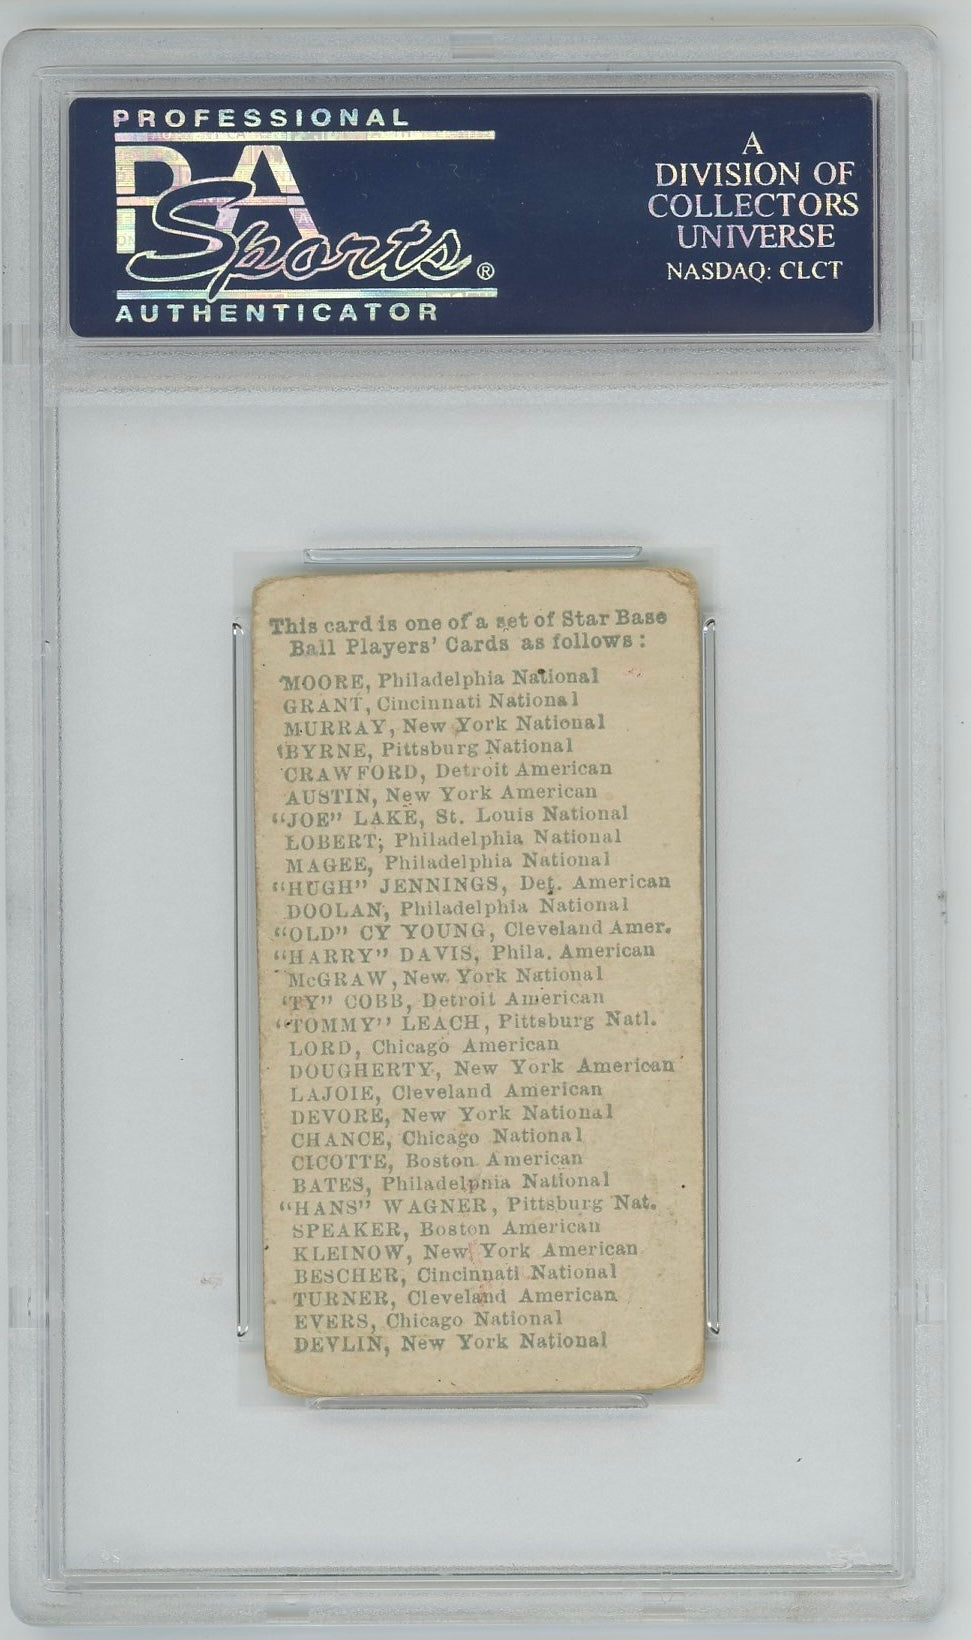 PROFESSIONAL
PSA
Sports®
AUTHENTICATOR
A
DIVISION OF
COLLECTORS
UNIVERSE
NASDAQ: CLCT
This card is one of a set of Star Base
Ball Players' Cards as follows:
MOORE, Philadelphia National
GRANT, Cincinnati National
MURRAY, New York National
BYRNE, Pittsburg National
CRAWFORD, Detroit American
AUSTIN, New York American
"JOE" LAKE, St. Louis National
LOBERT, Philadelphia National
MAGEE, Philadelphia National
"HUGH" JENNINGS, Det. American
DOOLAN, Philadelphia National
"OLD" CY YOUNG, Cleveland Amer.
"HARRY" DAVIS, Phila. American
McGRAW, New York National
"TY" COBB, Detroit American
"TOMMY" LEACH, Pittsburg Natl.
LORD, Chicago American
DOUGHERTY, New York American
LAJOIE, Cleveland American
DEVORE, New York National
CHANCE, Chicago National
CICOTTE, Boston American
BATES, Philadelphia National
"HANS" WAGNER, Pittsburg Nat.
SPEAKER, Boston American
KLEINOW, New York American
BESCHER, Cincinnati National
TURNER, Cleveland American
EVERS, Chicago National
DEVLIN, New York National